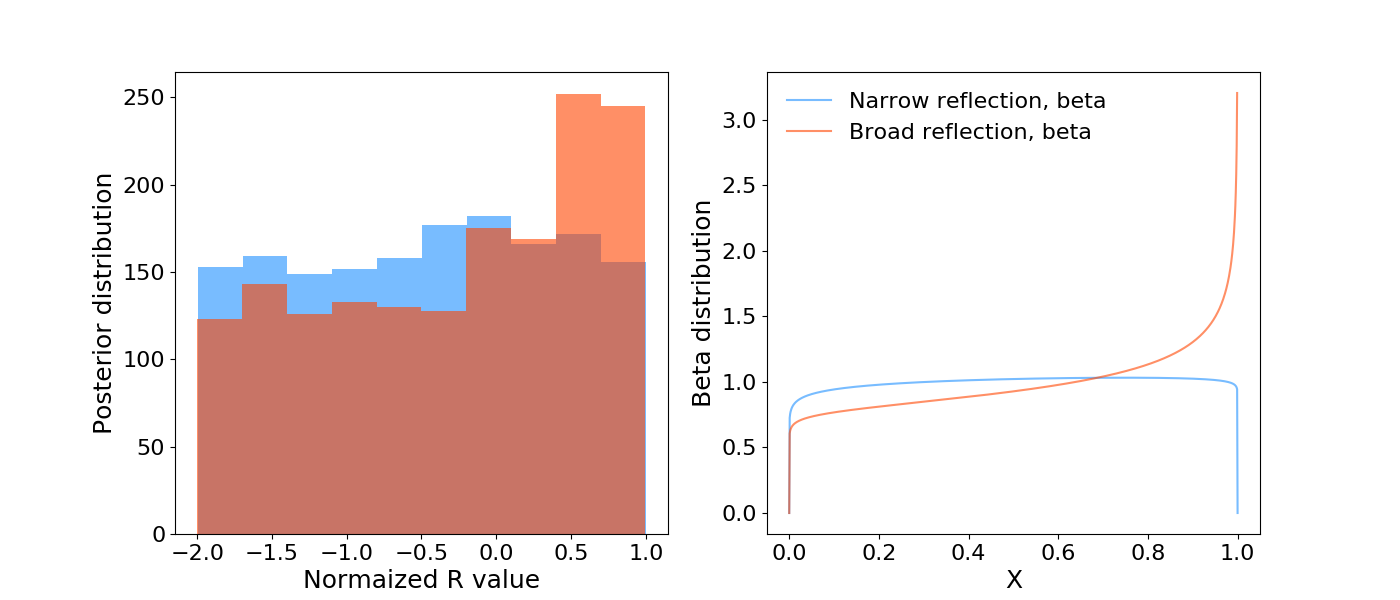 Posterior distribution
250
200
150
100
50
0
−2.0 −1.5 −1.0 −0.5 0.0 0.5 1.0
Normaized R value
Beta distribution
3.0
2.5
2.0
1.5
1.0
0.5
0.0
0.0 0.2 0.4 0.6 0.8 1.0
X
Narrow reflection, beta
Broad reflection, beta